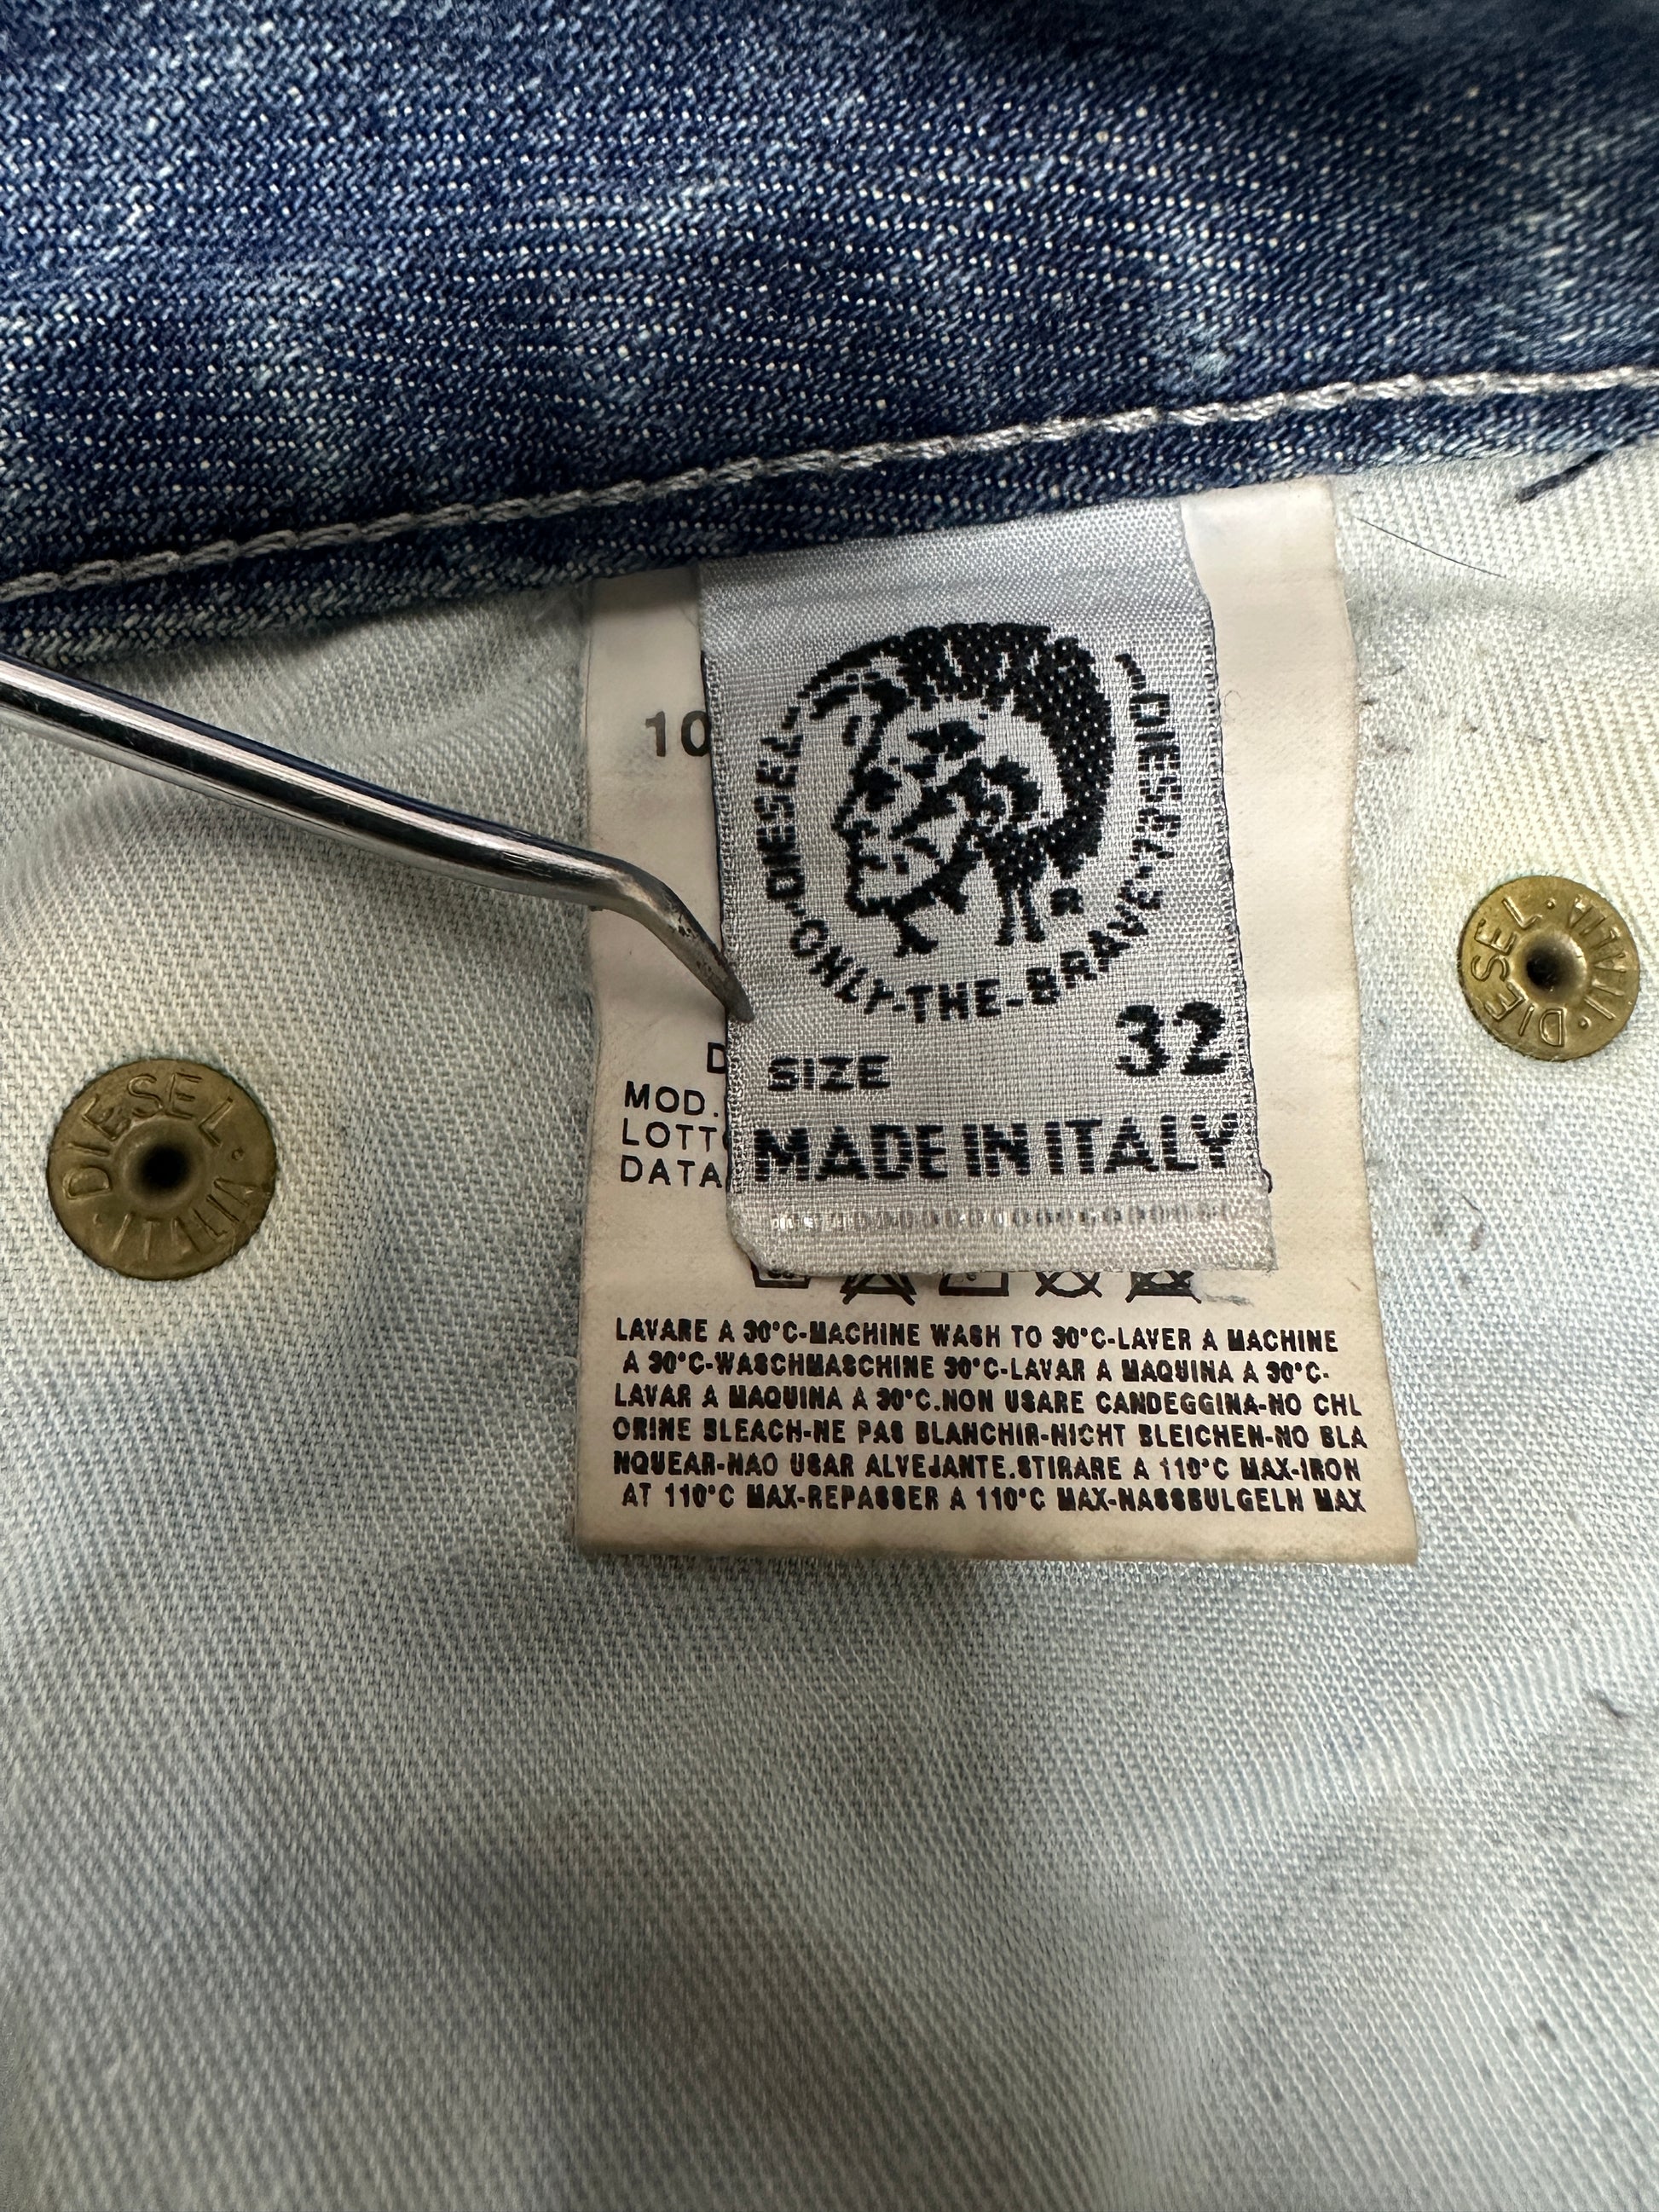 10
DIESEL-ONLY-THE-BRAVE-DIESEL
R
SIZE 32
MOD.
LOTTO
DATA
MADE IN ITALY
DIESEL · ITALIA ·
DIESEL · ITALIA ·
LAVARE A 30°C-MACHINE WASH TO 30°C-LAVER A MACHINE
A 30°C-WASCHMASCHINE 30°C-LAVAR A MAQUINA A 30°C-
LAVAR A MAQUINA A 30°C.NON USARE CANDEGGINA-NO CHL
ORINE BLEACH-NE PAS BLANCHIR-NICHT BLEICHEN-NO BLA
NQUEAR-NAO USAR ALVEJANTE.STIRARE A 110°C MAX-IRON
AT 110°C MAX-REPASSER A 110°C MAX-NASSBULGELN MAX